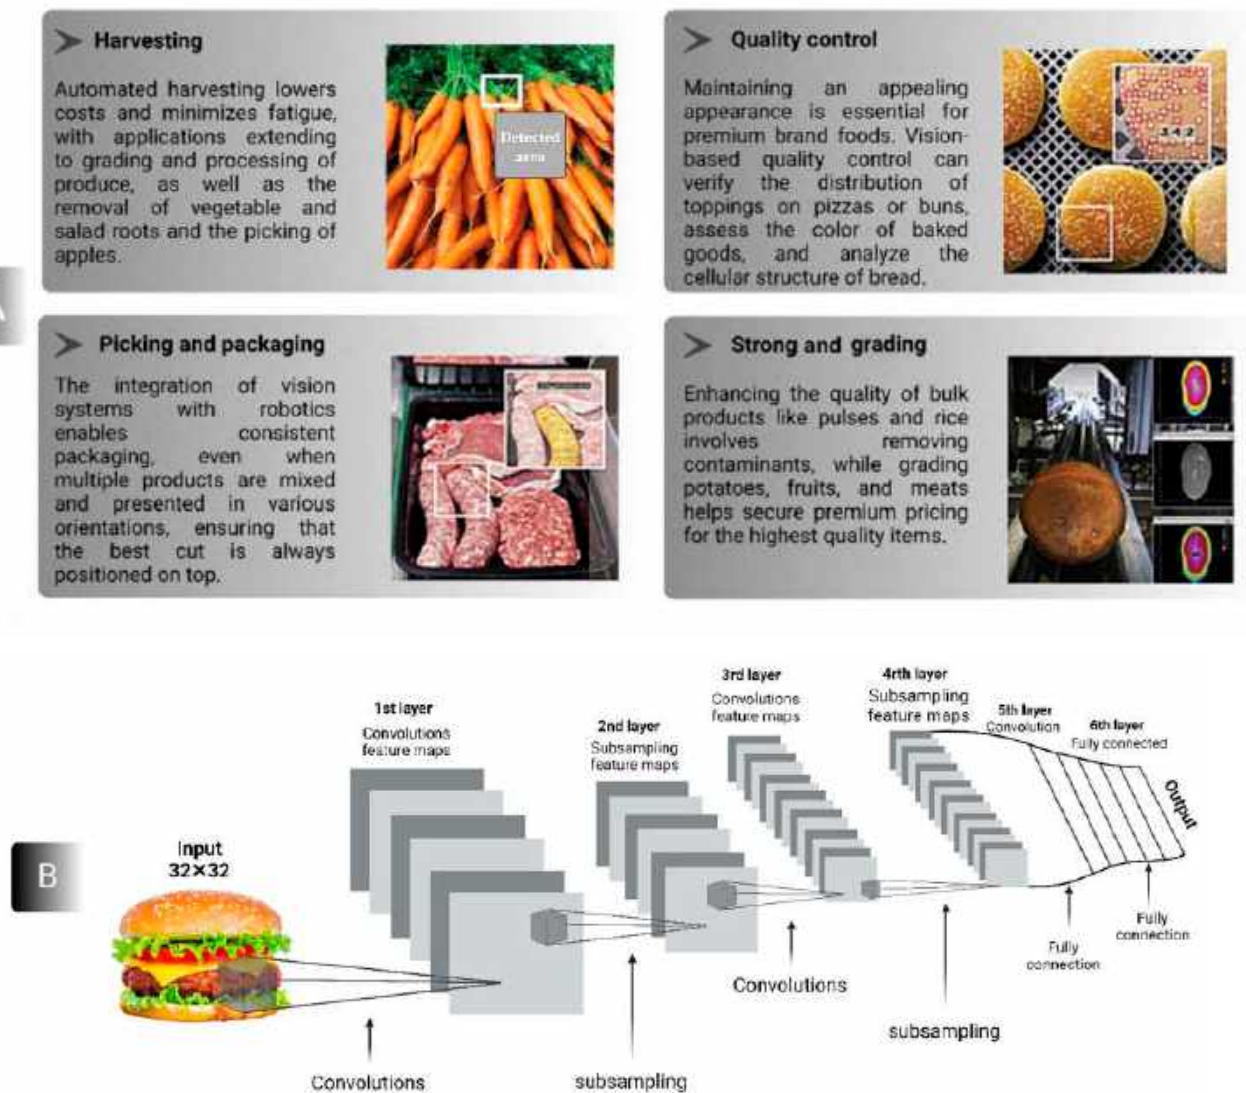 Harvesting
Automated harvesting lowers
costs and minimizes fatigue,
with applications extending
to grading and processing of
produce, as well as the
removal of vegetable and
salad roots and the picking of
apples.
Detected
area
Quality control
Maintaining an appealing
appearance is essential for
premium brand foods. Vision-
based quality control can
verify the distribution of
toppings on pizzas or buns,
assess the color of baked
goods, and analyze the
cellular structure of bread.
342
Picking and packaging
The integration of vision
systems with robotics
enables consistent
packaging, even when
multiple products are mixed
and presented in various
orientations, ensuring that
the best cut is always
positioned on top.
Strong and grading
Enhancing the quality of bulk
products like pulses and rice
involves removing
contaminants, while grading
potatoes, fruits, and meats
helps secure premium pricing
for the highest quality items.
B
Input
32×32
1st layer
Convolutions
feature maps
2nd layer
Subsampling
feature maps
3rd layer
Convolutions
feature maps
4rth layer
Subsampling
feature maps
5th layer
Convolution
6th layer
Fully connected
Output
Convolutions
subsampling
Convolutions
subsampling
Fully
connection
Fully
connection